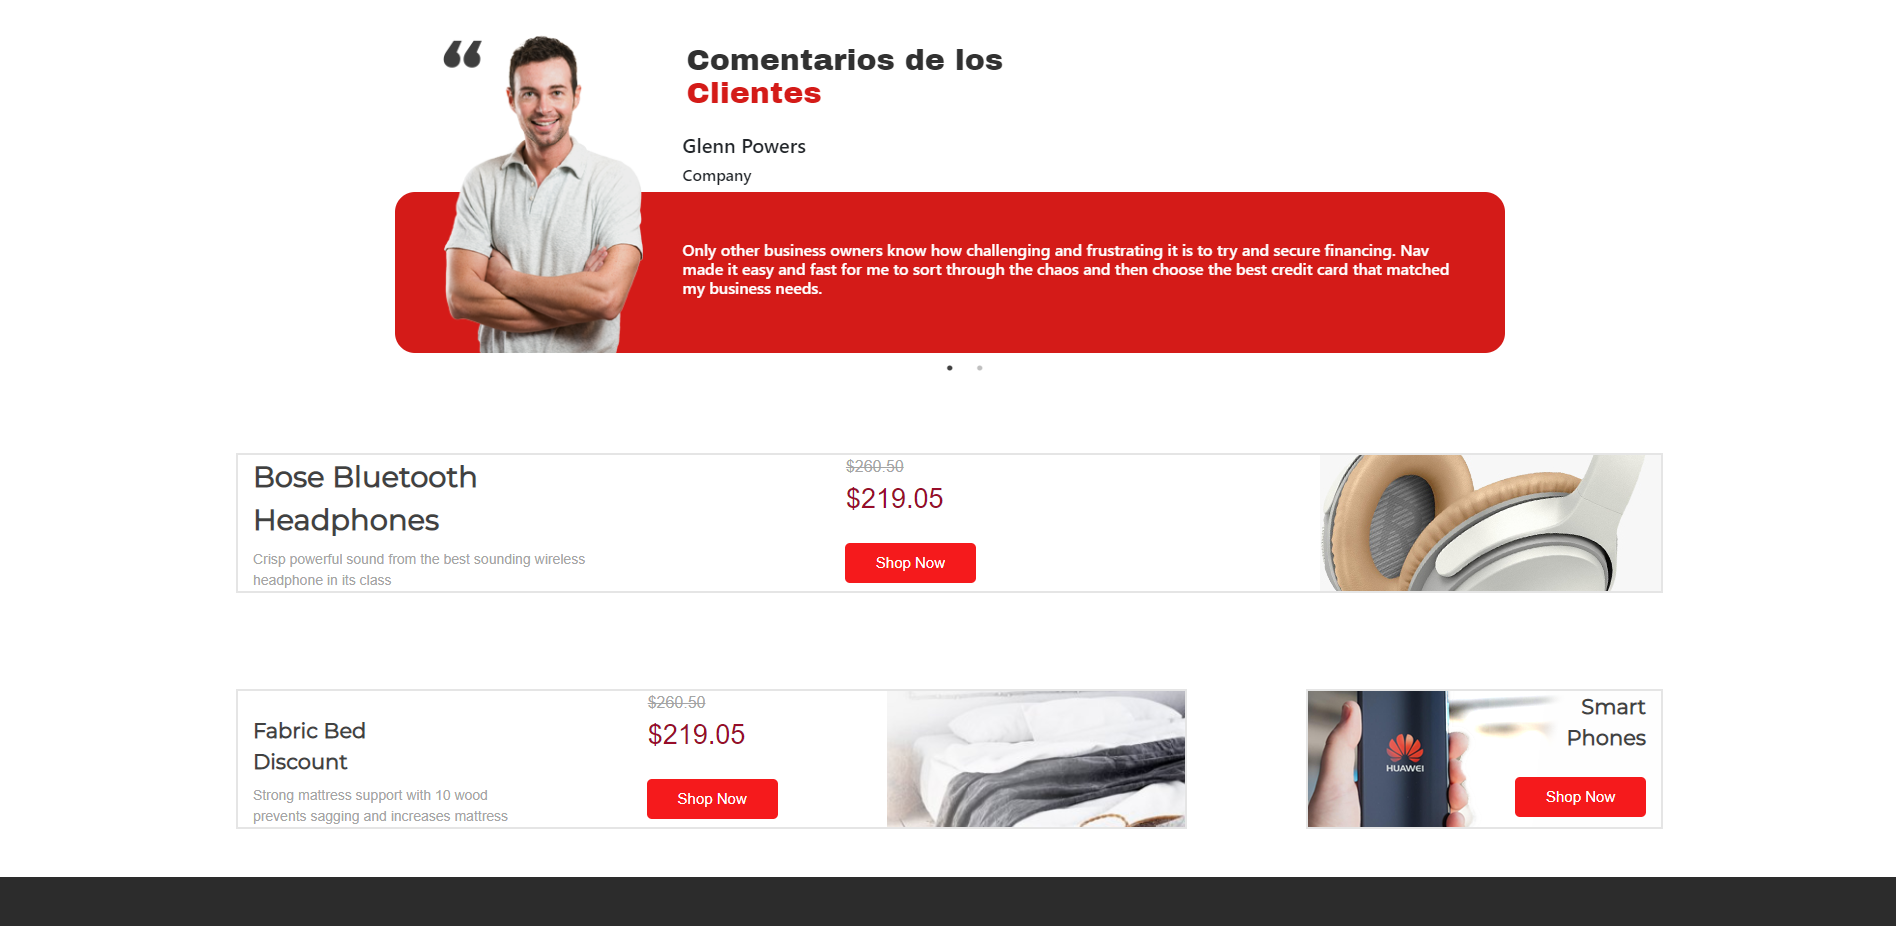 “
Comentarios de los
Clientes
Glenn Powers
Company
Only other business owners know how challenging and frustrating it is to try and secure financing. Nav
made it easy and fast for me to sort through the chaos and then choose the best credit card that matched
my business needs.
Bose Bluetooth
Headphones
Crisp powerful sound from the best sounding wireless
headphone in its class
$260.50
$219.05
Shop Now
Fabric Bed
Discount
Strong mattress support with 10 wood
prevents sagging and increases mattress
$260.50
$219.05
Shop Now
HUAWEI
Smart
Phones
Shop Now